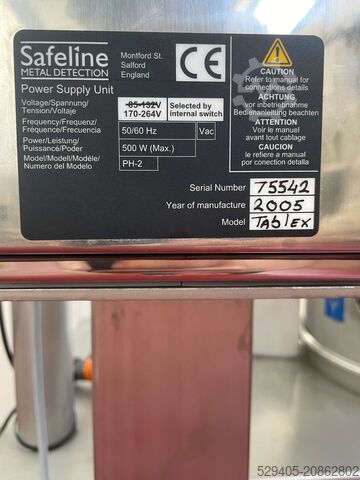 Safeline
METAL DETECTION
Montford St.
Salford
England
CE
Power Supply Unit
Voltage/Spannung/
Tension/Voltaje
85-132V
170-264V
Selected by
internal switch
Frequency/Frequenz/
Fréquence/Frecuencia
50/60 Hz
Vac
Power/Leistung/
Puissance/Poder
500 W (Max.)
Model/Modell/Modéle/
Numero del Modelo
PH-2
CAUTION
Refer to manual for
connections details
ACHTUNG
vor inbetriebnahme
Bedienanleitung beachten
ATTENTION
Voir le manuel
avant tout cablage
CAUCION
le refiere a manual
por conection detalla
Serial Number 75542
Year of manufacture 2005
Model TABLEX
529405-20862802